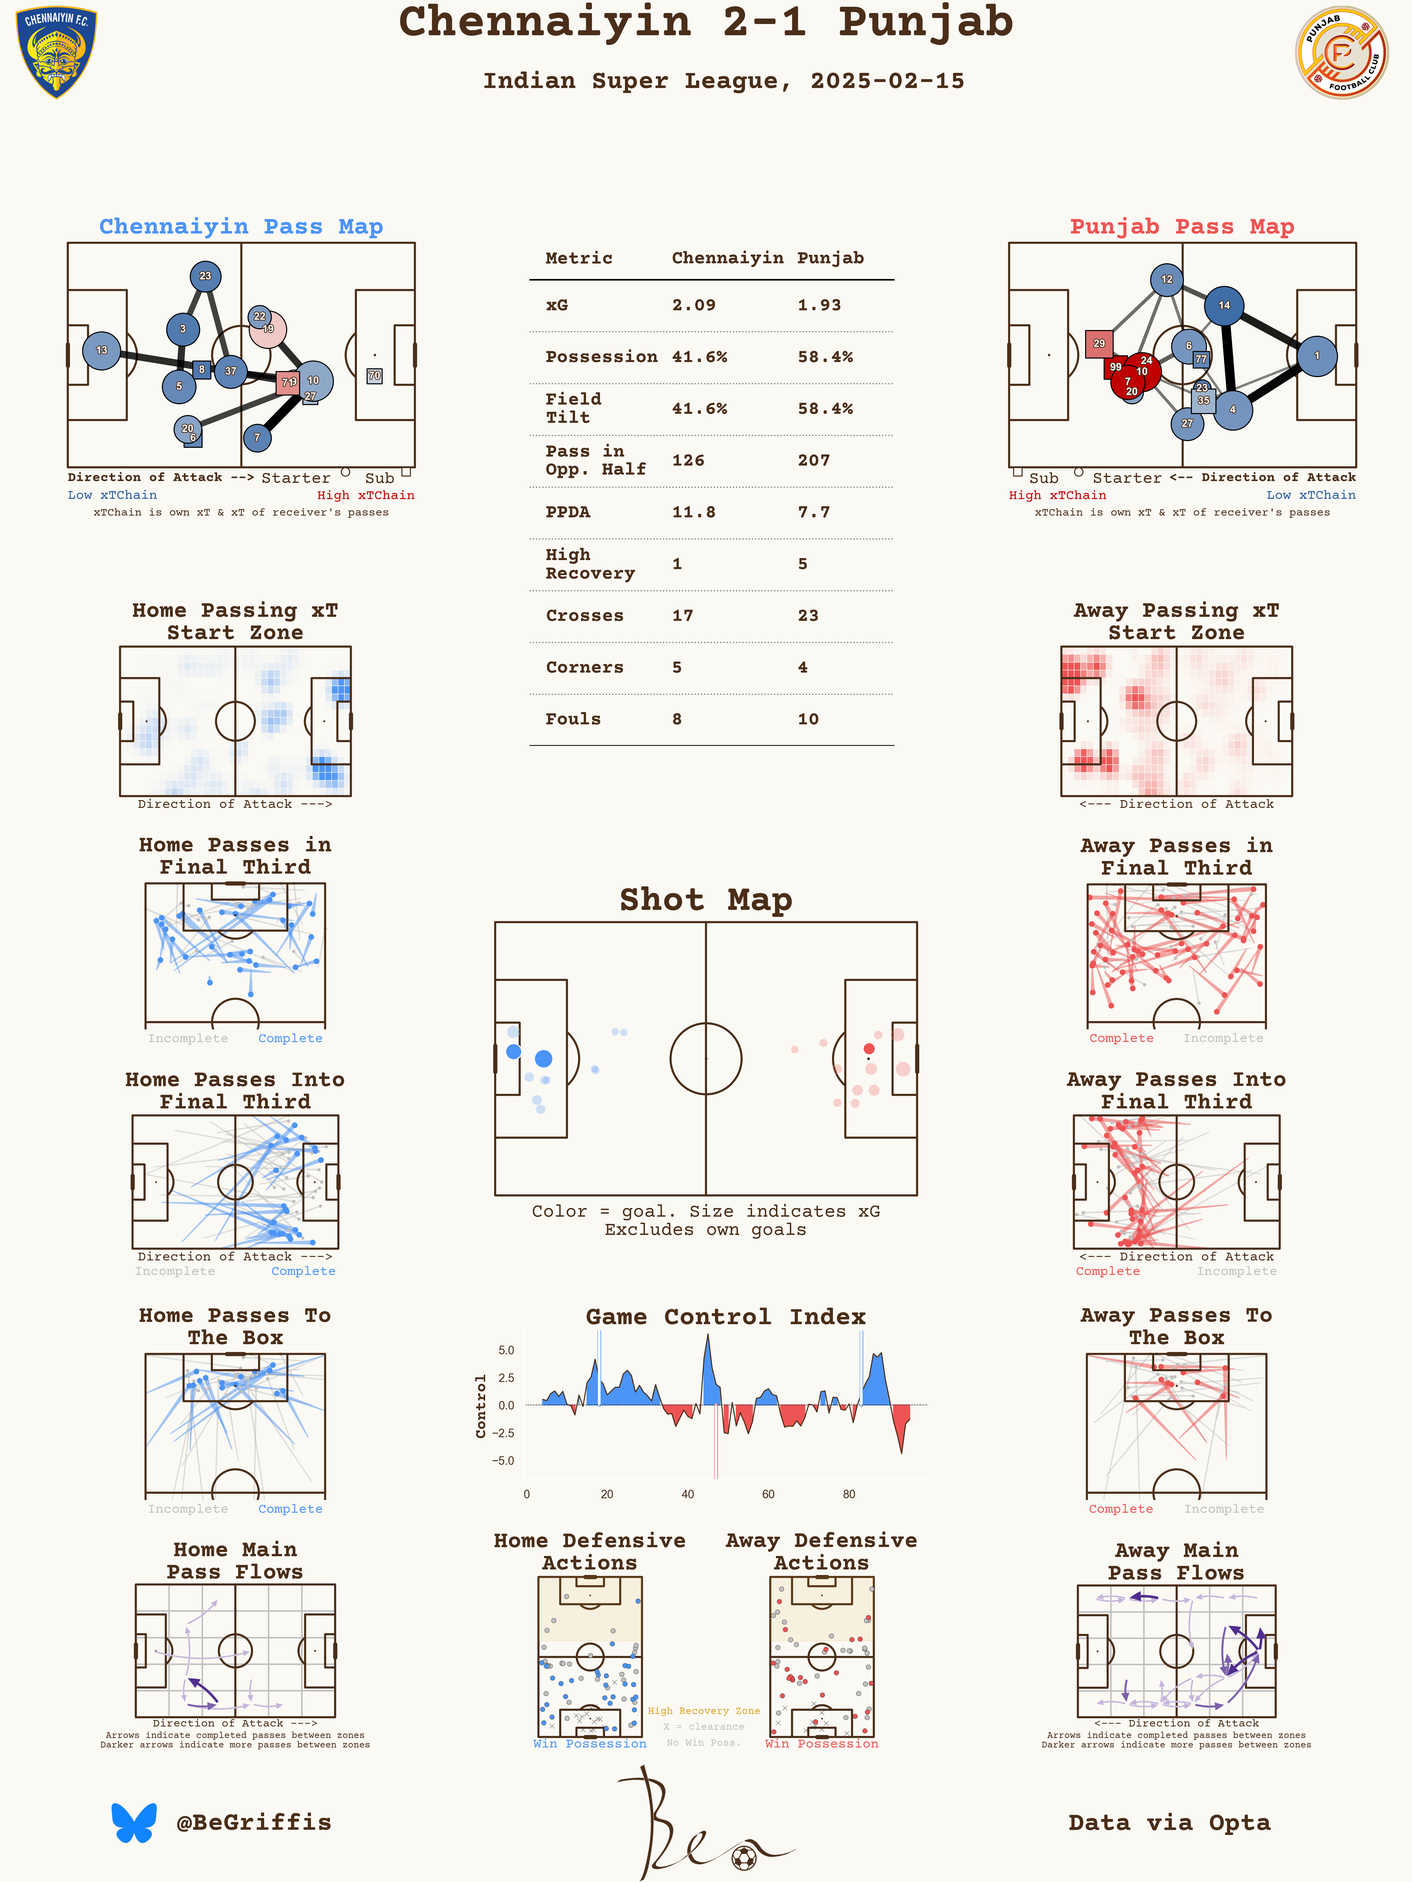 CHENNAIYIN F.C.
Chennaiyin 2-1 Punjab
PUNJAB
FOOTBALL CLUB
Indian Super League, 2025-02-15
Chennaiyin Pass Map
23
22
19
3
13
8
37
71
9
10
70
5
27
20
6
7
Direction of Attack --> Starter Sub
Low xTChain High xTChain
xTChain is own xT & xT of receiver's passes
Metric Chennaiyin Punjab
xG 2.09 1.93
Possession 41.6% 58.4%
Field
Tilt 41.6% 58.4%
Pass in
Opp. Half 126 207
PPDA 11.8 7.7
High
Recovery 1 5
Crosses 17 23
Corners 5 4
Fouls 8 10
Punjab Pass Map
12
14
29
6
77
24
99
10
1
7
20
23
35
4
27
Sub Starter <-- Direction of Attack
High xTChain Low xTChain
xTChain is own xT & xT of receiver's passes
Home Passing xT
Start Zone
Direction of Attack --->
Away Passing xT
Start Zone
<--- Direction of Attack
Home Passes in
Final Third
Incomplete Complete
Away Passes in
Final Third
Complete Incomplete
Shot Map
Color = goal. Size indicates xG
Excludes own goals
Home Passes Into
Final Third
Direction of Attack --->
Incomplete Complete
Away Passes Into
Final Third
<--- Direction of Attack
Complete Incomplete
Home Passes To
The Box
Incomplete Complete
Game Control Index
Control
5.0
2.5
0.0
−2.5
−5.0
0 20 40 60 80
Away Passes To
The Box
Complete Incomplete
Home Main
Pass Flows
Direction of Attack --->
Arrows indicate completed passes between zones
Darker arrows indicate more passes between zones
Home Defensive
Actions
Win Possession
High Recovery Zone
X = clearance
No Win Poss.
Away Defensive
Actions
Win Possession
Away Main
Pass Flows
<--- Direction of Attack
Arrows indicate completed passes between zones
Darker arrows indicate more passes between zones
@BeGriffis
Ben
Data via Opta